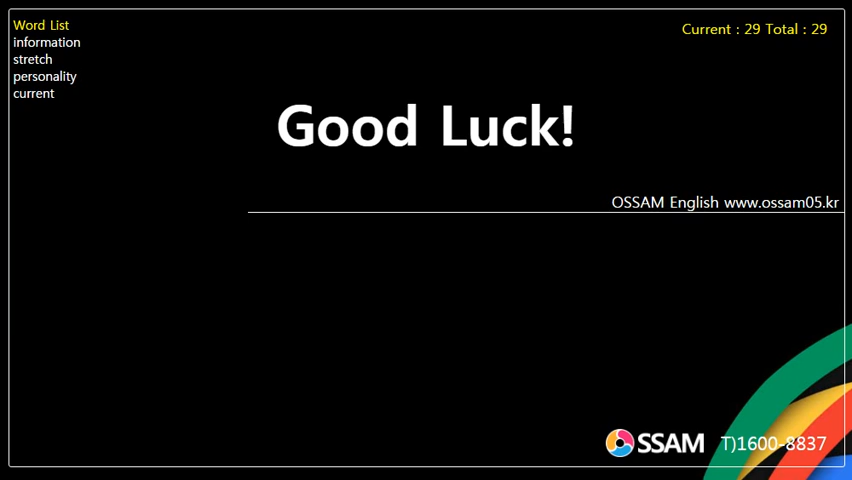 Word List
information
stretch
personality
current
Current : 29 Total : 29
Good Luck!
OSSAM English www.ossam05.kr
OSSAM T)1600-8837